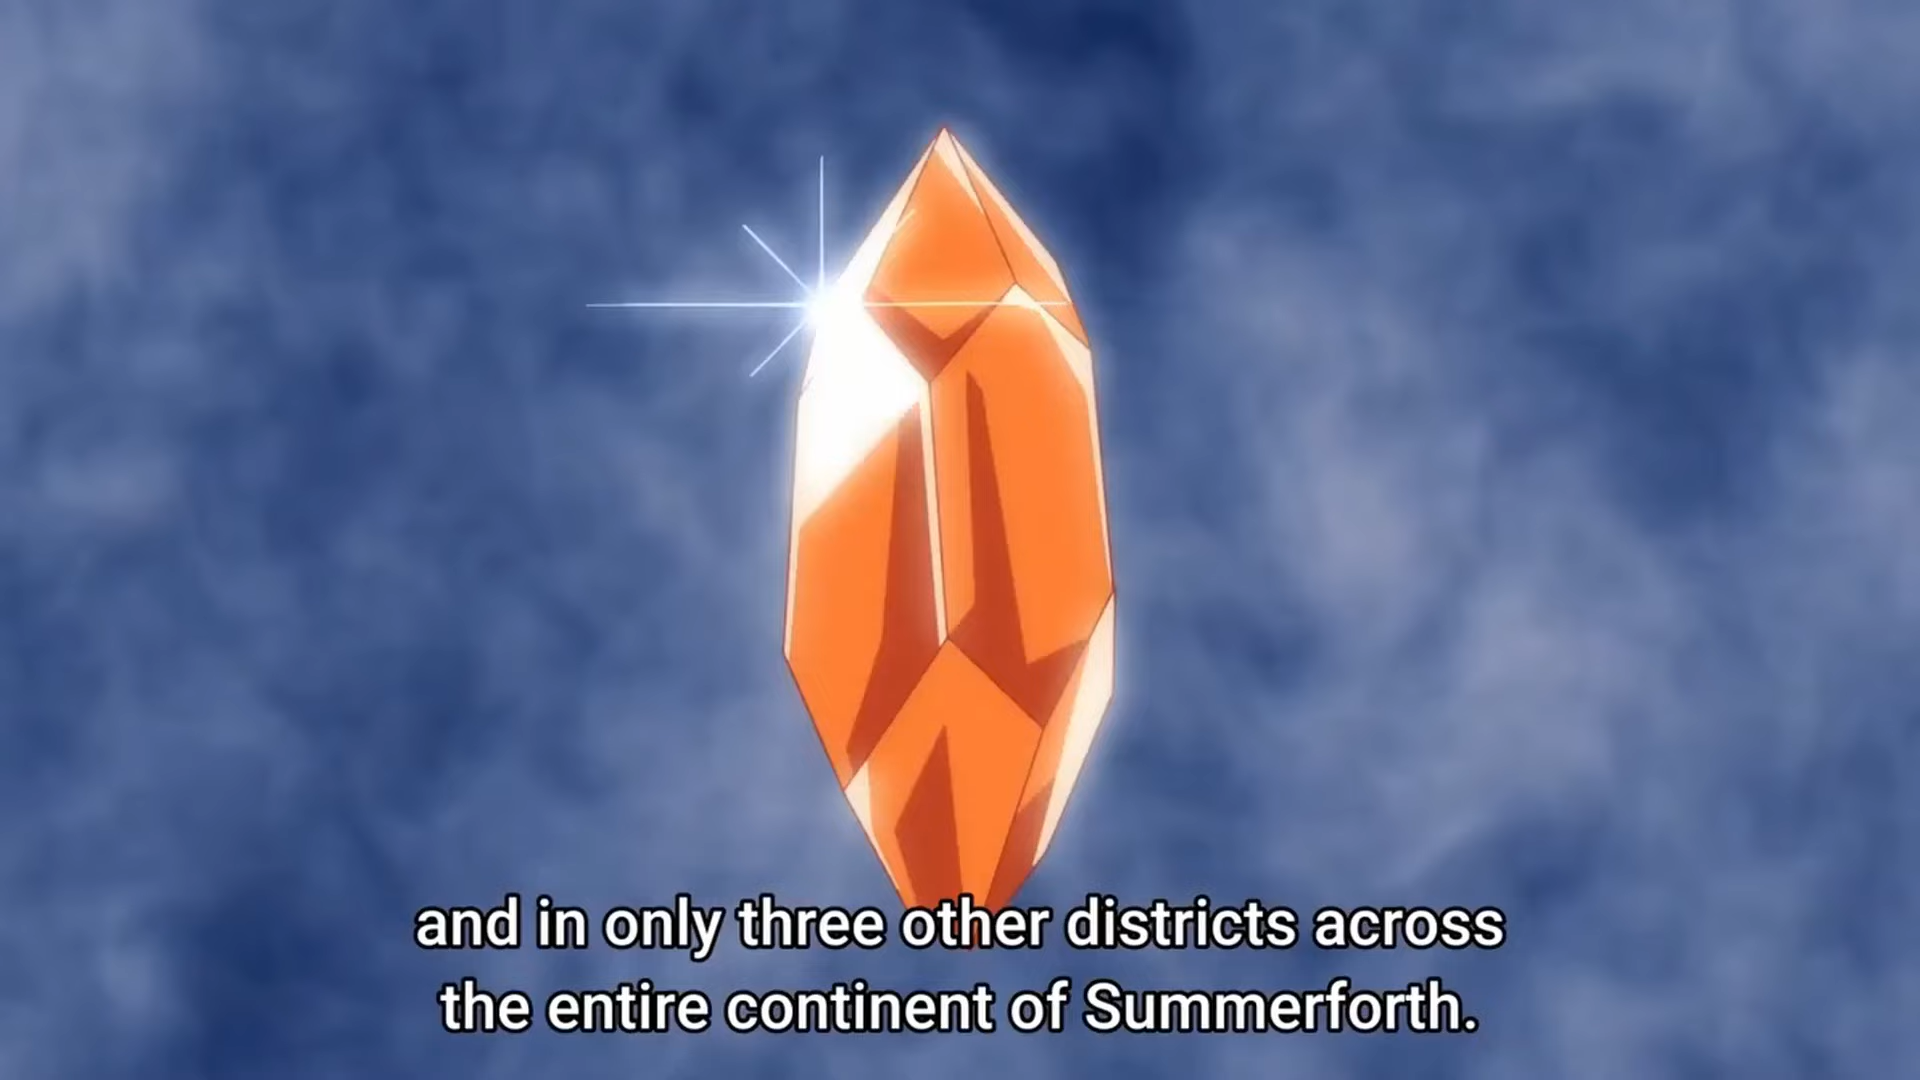 and in only three other districts across
the entire continent of Summerforth.